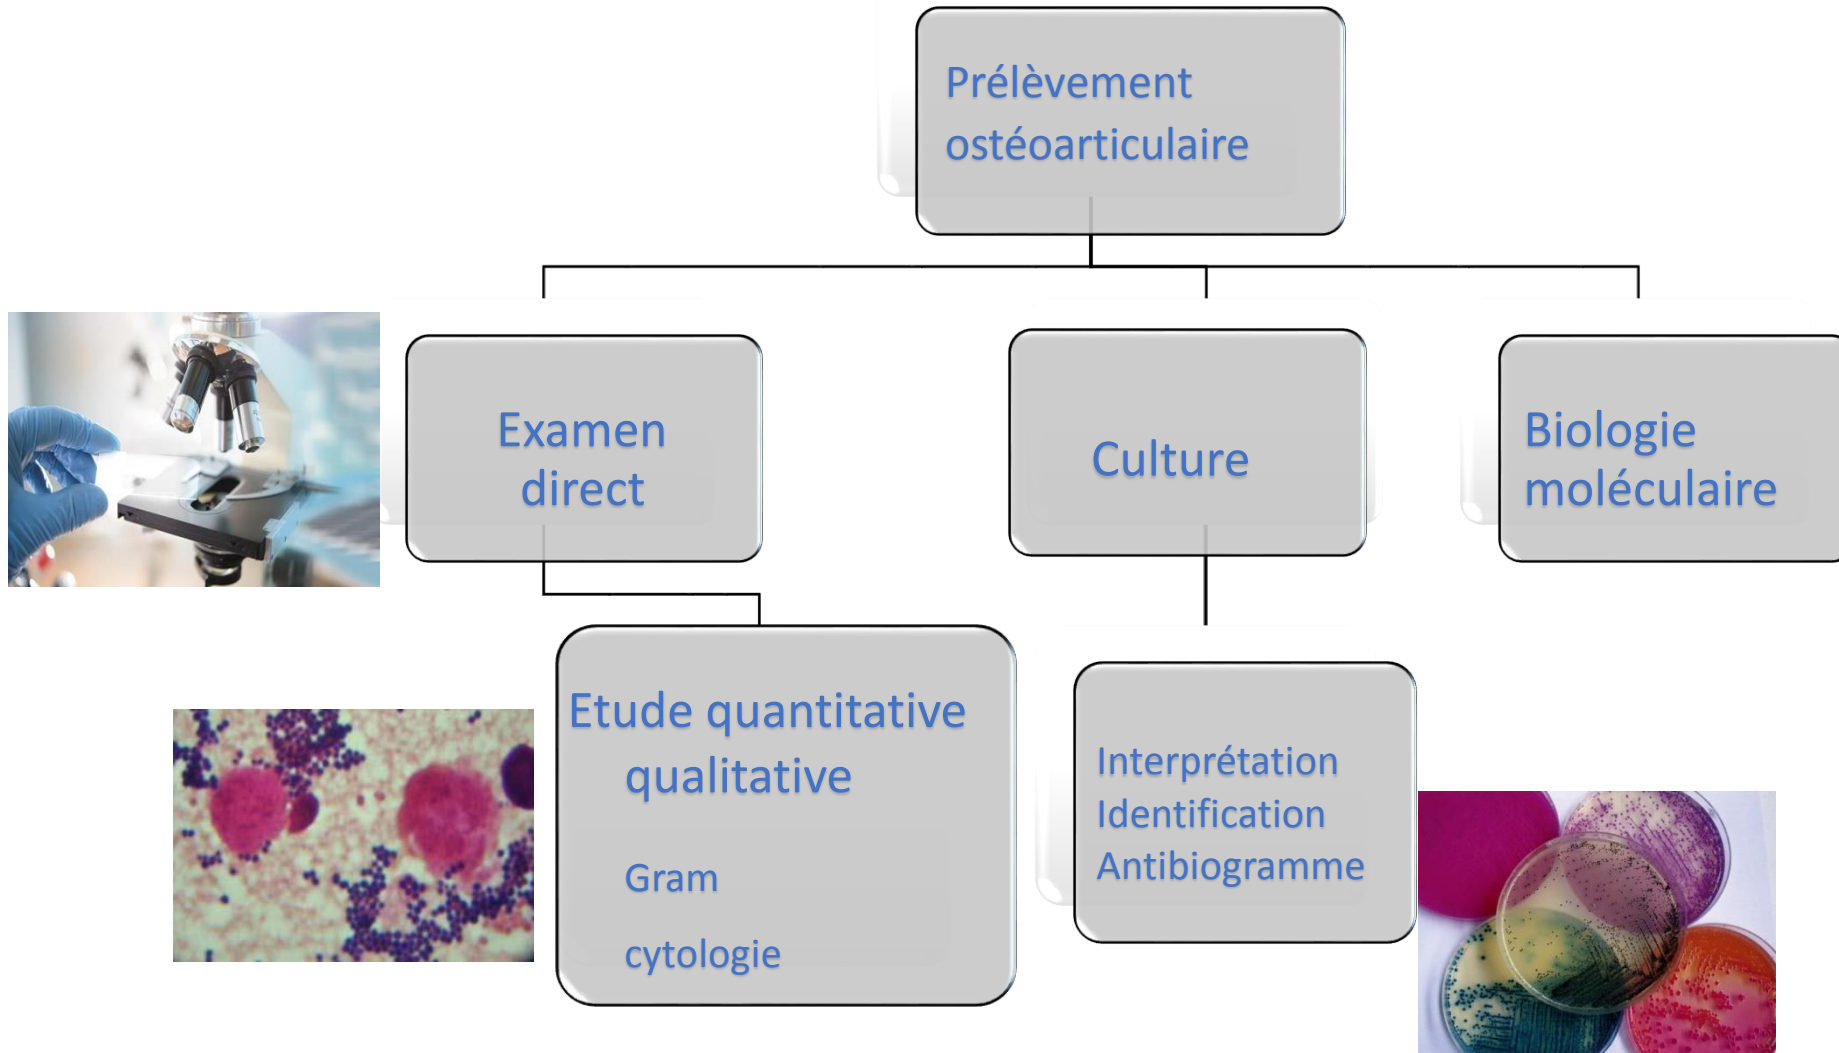 Prélèvement
ostéoarticulaire
Examen
direct
Culture
Biologie
moléculaire
Etude quantitative
qualitative
Gram
cytologie
Interprétation
Identification
Antibiogramme